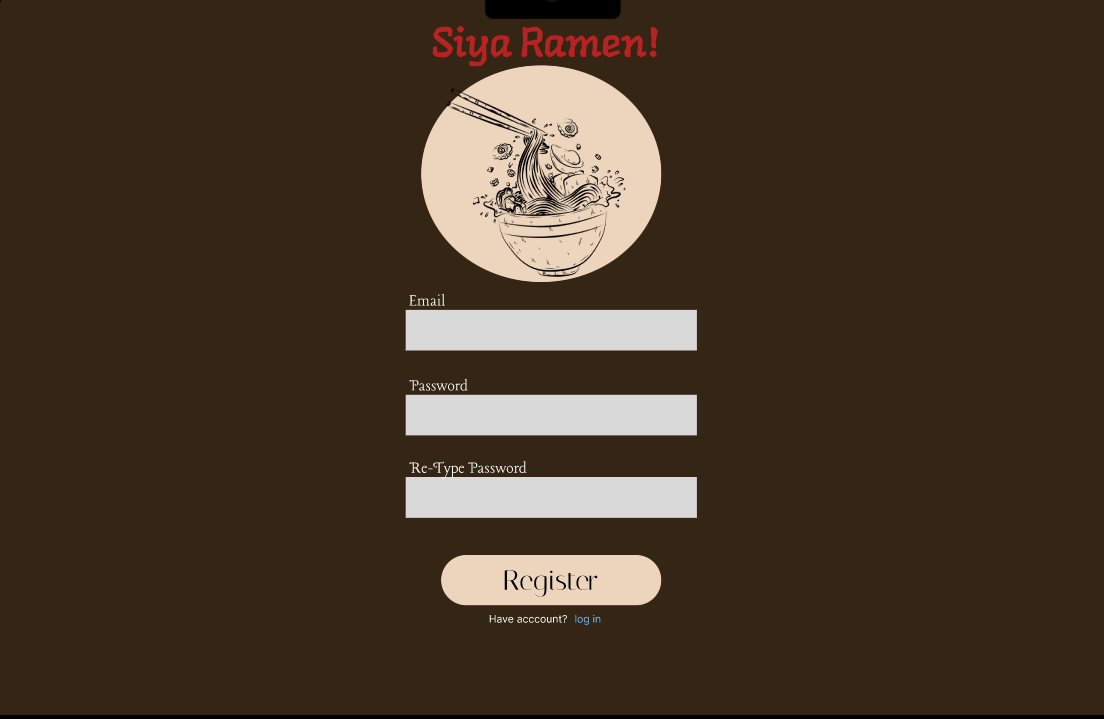 Siya Ramen!
Email
Password
Re-Type Password
Register
Have acccount? log in